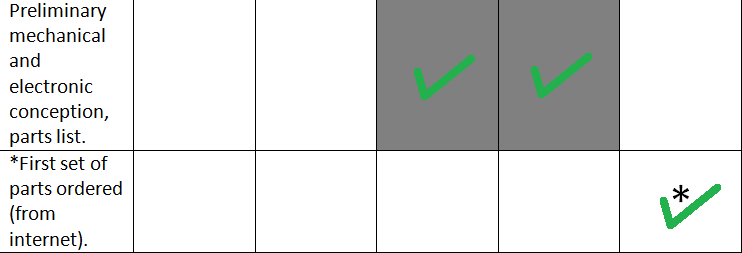 Preliminary
mechanical
and
electronic
conception,
parts list.
*First set of
parts ordered
(from
internet).
*